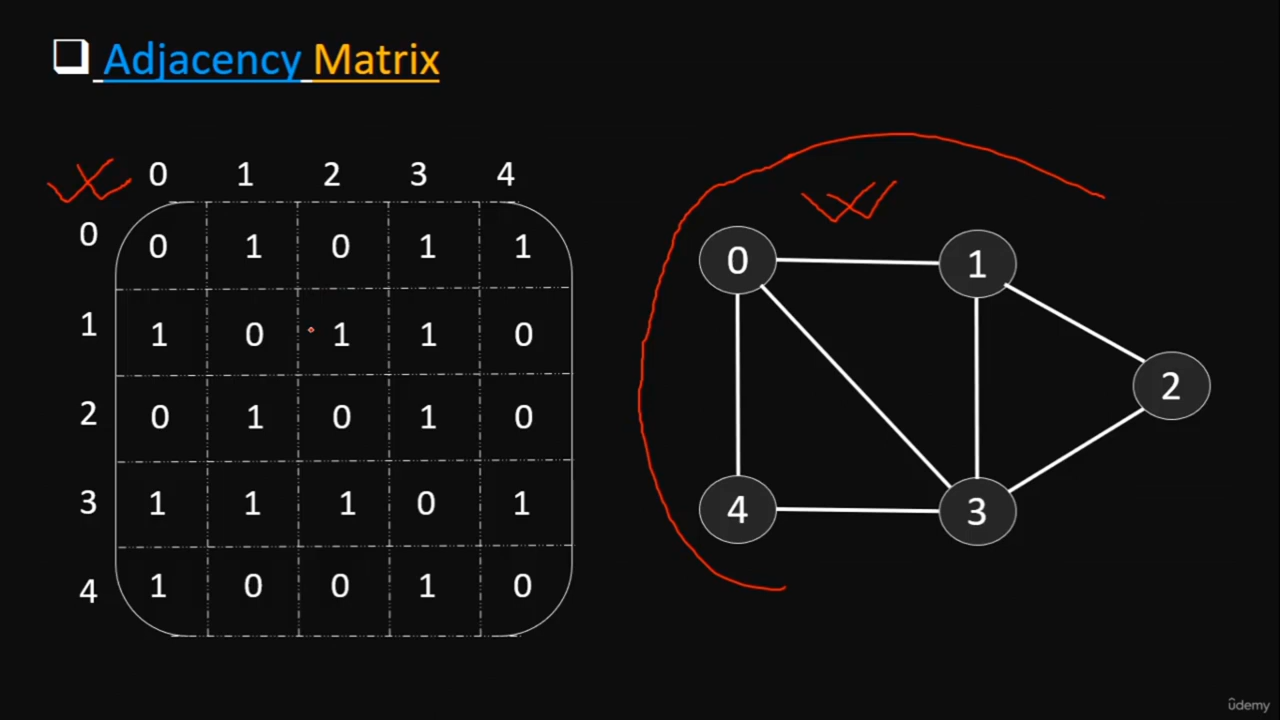 Adjacency Matrix
0 1 2 3 4
0 0 1 0 1 1
1 1 0 1 1 0
2 0 1 0 1 0
3 1 1 1 0 1
4 1 0 0 1 0
0 1
2
4 3
ûdemy